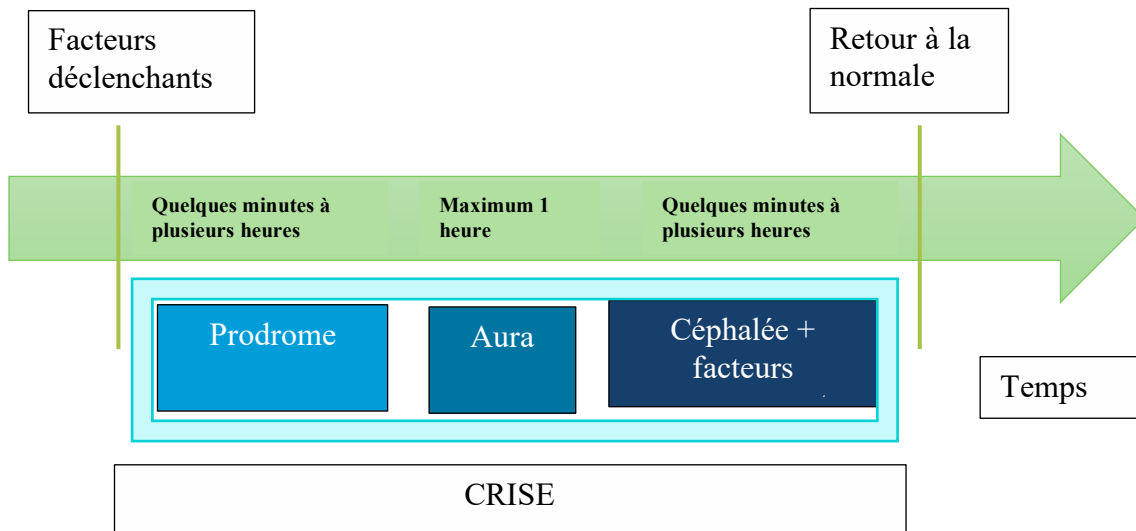 Facteurs
déclenchants
Retour à la
normale
Quelques minutes à
plusieurs heures
Maximum 1
heure
Quelques minutes à
plusieurs heures
Prodrome
Aura
Céphalée +
facteurs
Temps
CRISE